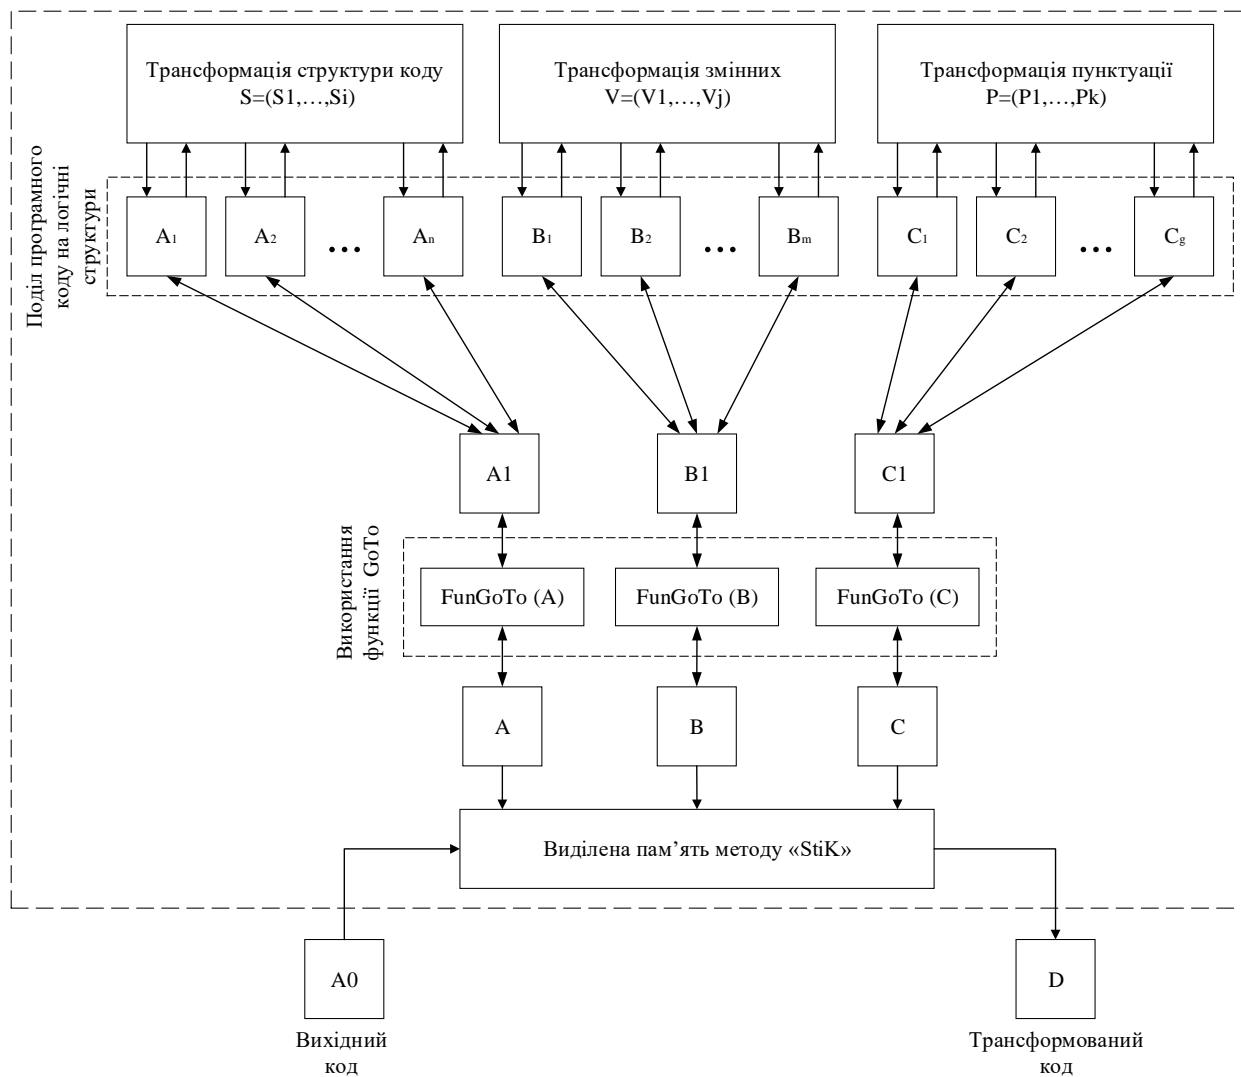 Трансформація структури коду
S=(S1,…,Si)
Трансформація змінних
V=(V1,…,Vj)
Трансформація пунктуації
P=(P1,…,Pk)
Поділ програмного
коду на логічні
структури
A1
A2
...
An
B1
B2
...
Bm
C1
C2
...
Cg
A1
B1
C1
Використання
функції GoTo
FunGoTo (A)
FunGoTo (B)
FunGoTo (C)
A
B
C
Виділена пам’ять методу «StiK»
A0
D
Вихідний
код
Трансформований
код